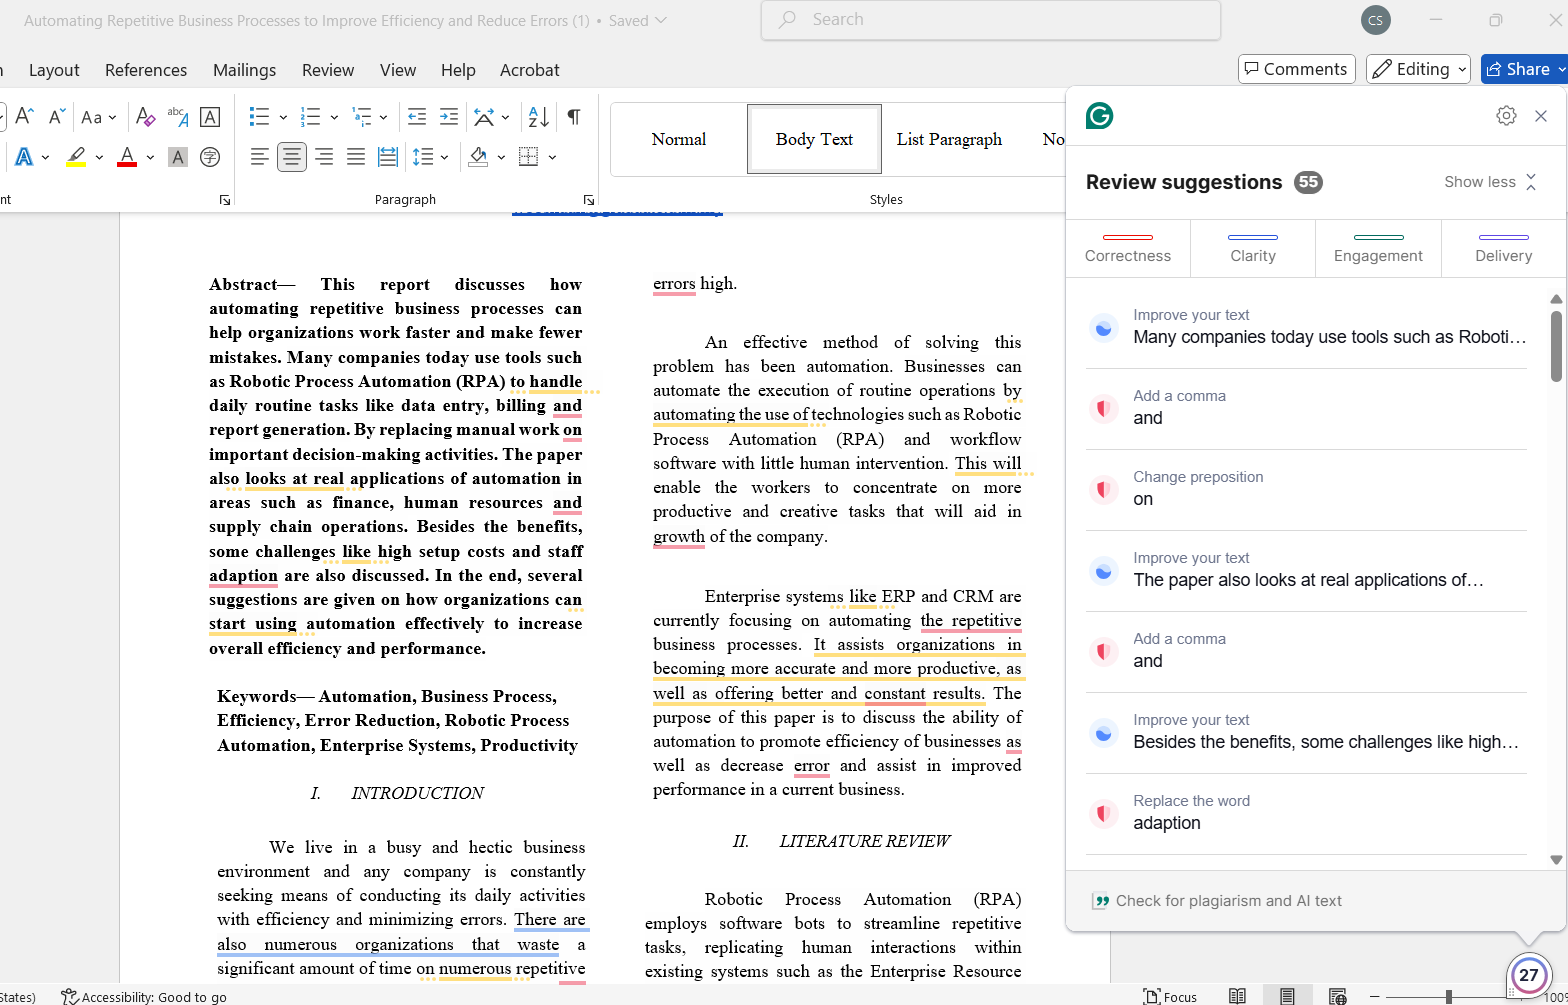 Automating Repetitive Business Processes to Improve Efficiency and Reduce Errors (1) • Saved
Search
CS
Layout References Mailings Review View Help Acrobat
Comments Editing Share
Aa
Normal
Body Text
List Paragraph
No
nt
Paragraph
Styles
Abstract— This report discusses how
automating repetitive business processes can
help organizations work faster and make fewer
mistakes. Many companies today use tools such
as Robotic Process Automation (RPA) to handle
daily routine tasks like data entry, billing and
report generation. By replacing manual work on
important decision-making activities. The paper
also looks at real applications of automation in
areas such as finance, human resources and
supply chain operations. Besides the benefits,
some challenges like high setup costs and staff
adaption are also discussed. In the end, several
suggestions are given on how organizations can
start using automation effectively to increase
overall efficiency and performance.
Keywords— Automation, Business Process,
Efficiency, Error Reduction, Robotic Process
Automation, Enterprise Systems, Productivity
I. INTRODUCTION
We live in a busy and hectic business
environment and any company is constantly
seeking means of conducting its daily activities
with efficiency and minimizing errors. There are
also numerous organizations that waste a
significant amount of time on numerous repetitive
errors high.
An effective method of solving this
problem has been automation. Businesses can
automate the execution of routine operations by
automating the use of technologies such as Robotic
Process Automation (RPA) and workflow
software with little human intervention. This will
enable the workers to concentrate on more
productive and creative tasks that will aid in
growth of the company.
Enterprise systems like ERP and CRM are
currently focusing on automating the repetitive
business processes. It assists organizations in
becoming more accurate and more productive, as
well as offering better and constant results. The
purpose of this paper is to discuss the ability of
automation to promote efficiency of businesses as
well as decrease error and assist in improved
performance in a current business.
II. LITERATURE REVIEW
Robotic Process Automation (RPA)
employs software bots to streamline repetitive
tasks, replicating human interactions within
existing systems such as the Enterprise Resource
Review suggestions 55
Show less
Correctness Clarity Engagement Delivery
Improve your text
Many companies today use tools such as Roboti…
Add a comma
and
Change preposition
on
Improve your text
The paper also looks at real applications of…
Add a comma
and
Improve your text
Besides the benefits, some challenges like high…
Replace the word
adaption
Check for plagiarism and AI text
27
States)
Accessibility: Good to go
Focus
100%